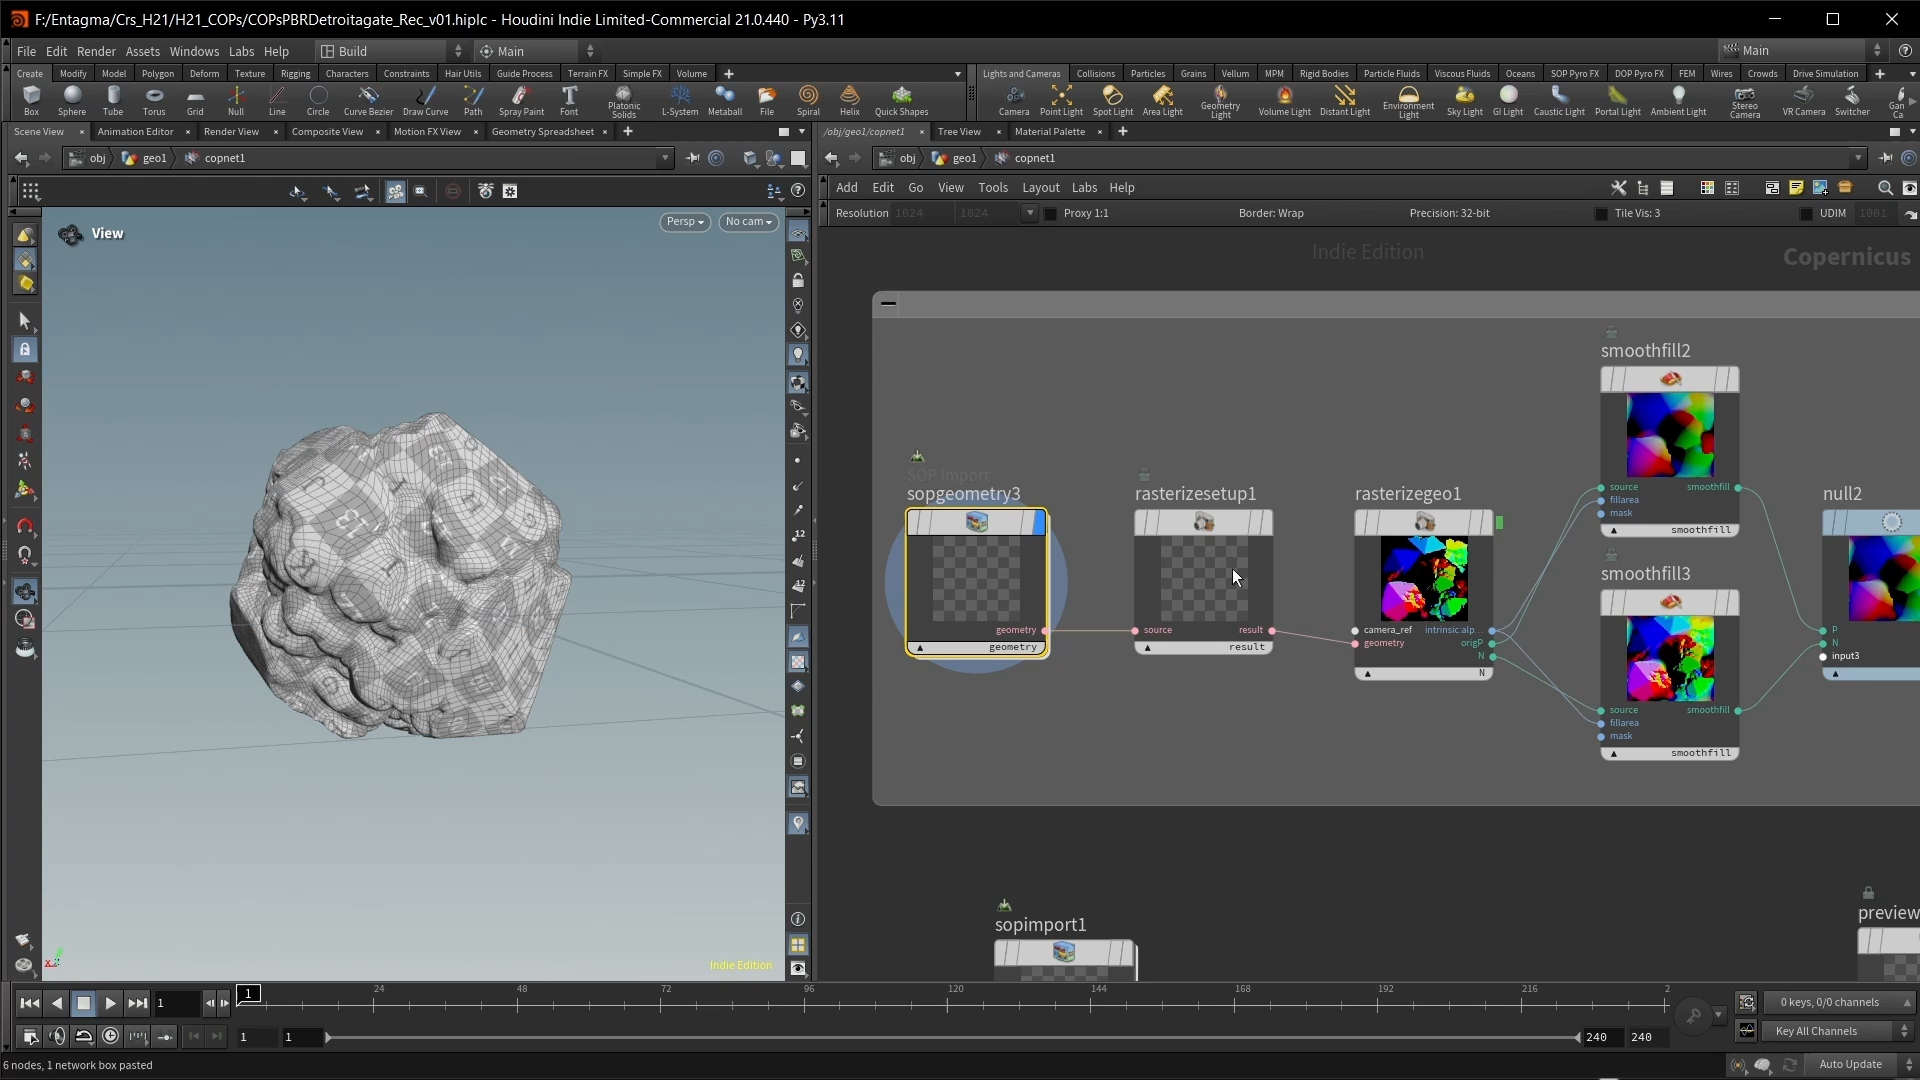 F:/Entagma/Crs_H21/H21_COPs/COPsPBRDetroitagate_Rec_v01.hiplc - Houdini Indie Limited-Commercial 21.0.440 - Py3.11
File Edit Render Assets Windows Labs Help Build Main Main
Create Modify Model Polygon Deform Texture Rigging Characters Constraints Hair Utils Guide Process Terrain FX Simple FX Volume
Lights and Cameras Collisions Particles Grains Vellum MPM Rigid Bodies Particle Fluids Viscous Fluids Oceans SOP Pyro FX DOP Pyro FX FEM Wires Crowds Drive Simulation
Box Sphere Tube Torus Grid Null Line Circle Curve Bezier Draw Curve Path Spray Paint Font Platonic Solids L-System Metaball File Spiral Helix Quick Shapes
Camera Point Light Spot Light Area Light Geometry Light Volume Light Distant Light Environment Light Sky Light GI Light Caustic Light Portal Light Ambient Light Stereo Camera VR Camera Switcher Gan Ca
Scene View Animation Editor Render View Composite View Motion FX View Geometry Spreadsheet
/obj/geo1/copnet1 Tree View Material Palette
obj geo1 copnet1
obj geo1 copnet1
Add Edit Go View Tools Layout Labs Help
Resolution 1024 1024 Proxy 1:1 Border: Wrap Precision: 32-bit Tile Vis: 3 UDIM 1001
View Persp No cam
Indie Edition
Copernicus
smoothfill2
source smoothfill
fillarea
mask
smoothfill
SOP Import
sopgeometry3
geometry
geometry
rasterizesetup1
source result
result
rasterizegeo1
camera_ref intrinsic:alp...
geometry origP
N
N
smoothfill3
source smoothfill
fillarea
mask
smoothfill
null2
P
N
input3
sopimport1
preview
12
12
Indie Edition
1 1 24 48 72 96 120 144 168 192 216 2
0 keys, 0/0 channels
1 1 240 240
Key All Channels
6 nodes, 1 network box pasted
Auto Update